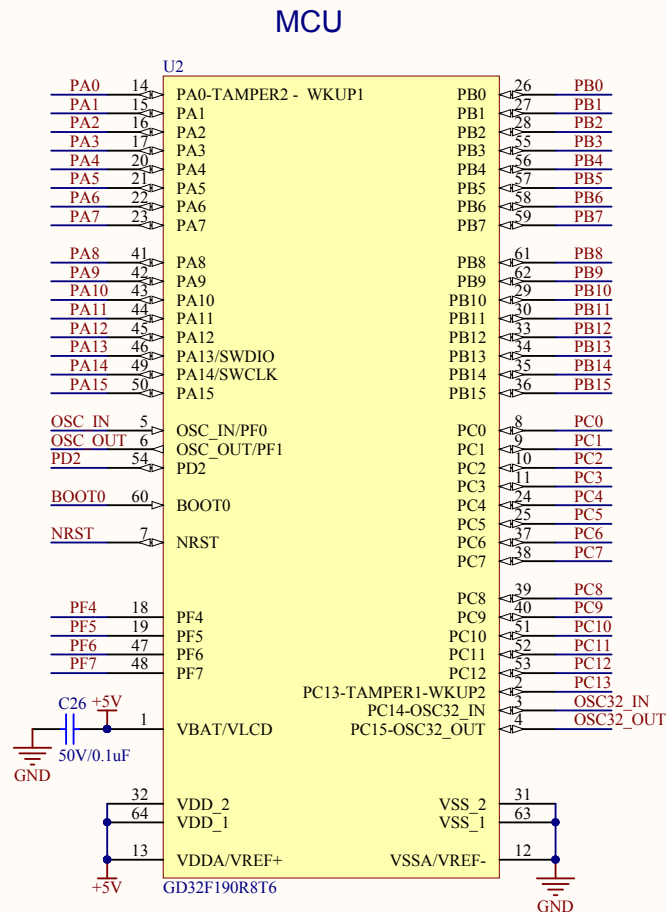 MCU
U2
PA0 14 PA0-TAMPER2 - WKUP1 PB0 26 PB0
PA1 15 PA1 PB1 27 PB1
PA2 16 PA2 PB2 28 PB2
PA3 17 PA3 PB3 55 PB3
PA4 20 PA4 PB4 56 PB4
PA5 21 PA5 PB5 57 PB5
PA6 22 PA6 PB6 58 PB6
PA7 23 PA7 PB7 59 PB7
PA8 41 PA8 PB8 61 PB8
PA9 42 PA9 PB9 62 PB9
PA10 43 PA10 PB10 29 PB10
PA11 44 PA11 PB11 30 PB11
PA12 45 PA12 PB12 33 PB12
PA13 46 PA13/SWDIO PB13 34 PB13
PA14 49 PA14/SWCLK PB14 35 PB14
PA15 50 PA15 PB15 36 PB15
OSC_IN 5 OSC_IN/PF0 PC0 8 PC0
OSC_OUT 6 OSC_OUT/PF1 PC1 9 PC1
PD2 54 PD2 PC2 10 PC2
PC3 11 PC3
BOOT0 60 BOOT0 PC4 24 PC4
PC5 25 PC5
NRST 7 NRST PC6 37 PC6
PC7 38 PC7
PC8 39 PC8
PF4 18 PF4 PC9 40 PC9
PF5 19 PF5 PC10 51 PC10
PF6 47 PF6 PC11 52 PC11
PF7 48 PF7 PC12 53 PC12
PC13-TAMPER1-WKUP2 2 PC13
C26 +5V PC14-OSC32_IN 3 OSC32_IN
1 VBAT/VLCD PC15-OSC32_OUT 4 OSC32_OUT
50V/0.1uF
GND
32 VDD_2 VSS_2 31
64 VDD_1 VSS_1 63
13 VDDA/VREF+ VSSA/VREF- 12
+5V GD32F190R8T6
GND